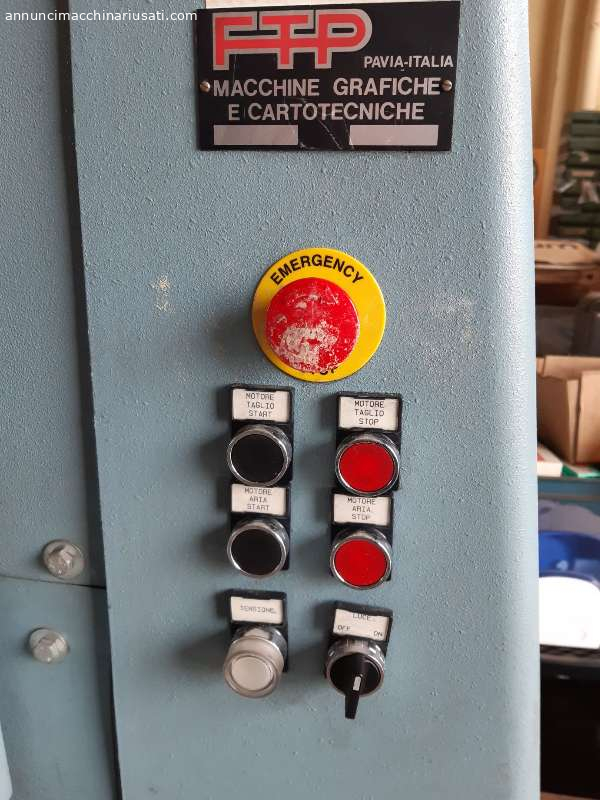 annuncimacchinariusati.com
FTP
PAVIA-ITALIA
MACCHINE GRAFICHE
E CARTOTECNICHE
EMERGENCY
MOTORE
TAGLIO
START
MOTORE
TAGLIO
STOP
MOTORE
ARIA
START
MOTORE
ARIA.
STOP
LUCE.
OFF ON